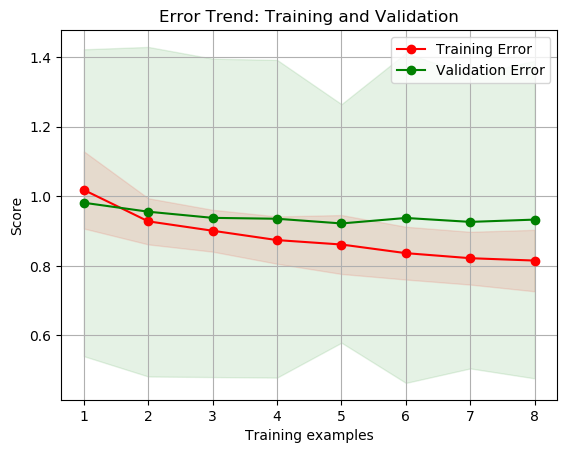 Error Trend: Training and Validation
Training Error
Validation Error
1.4
1.2
1.0
0.8
0.6
Score
1 2 3 4 5 6 7 8
Training examples